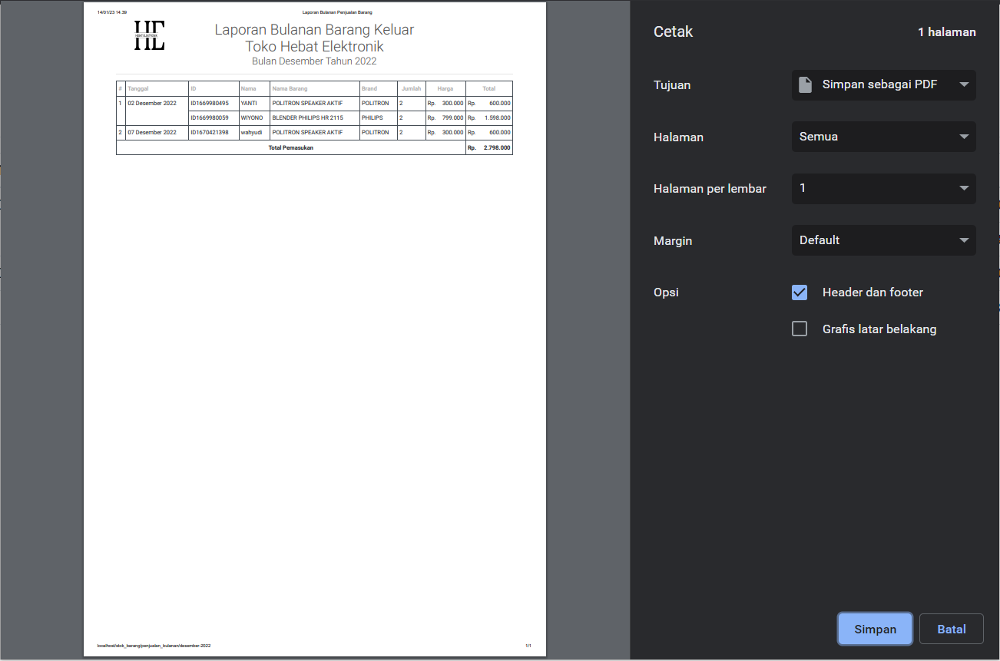 14/01/23 14.39 Laporan Bulanan Penjualan Barang
HE
HEBAT ELEKTRONIK
Laporan Bulanan Barang Keluar
Toko Hebat Elektronik
Bulan Desember Tahun 2022
# Tanggal ID Nama Nama Barang Brand Jumlah Harga Total
1 02 Desember 2022 ID1669980495 YANTI POLITRON SPEAKER AKTIF POLITRON 2 Rp. 300.000 Rp. 600.000
ID1669980059 WIYONO BLENDER PHILIPS HR 2115 PHILIPS 2 Rp. 799.000 Rp. 1.598.000
2 07 Desember 2022 ID1670421398 wahyudi POLITRON SPEAKER AKTIF POLITRON 2 Rp. 300.000 Rp. 600.000
Total Pemasukan Rp. 2.798.000
localhost/stok_barang/penjualan_bulanan/desember-2022 1/1
Cetak 1 halaman
Tujuan Simpan sebagai PDF
Halaman Semua
Halaman per lembar 1
Margin Default
Opsi Header dan footer
Grafis latar belakang
Simpan Batal